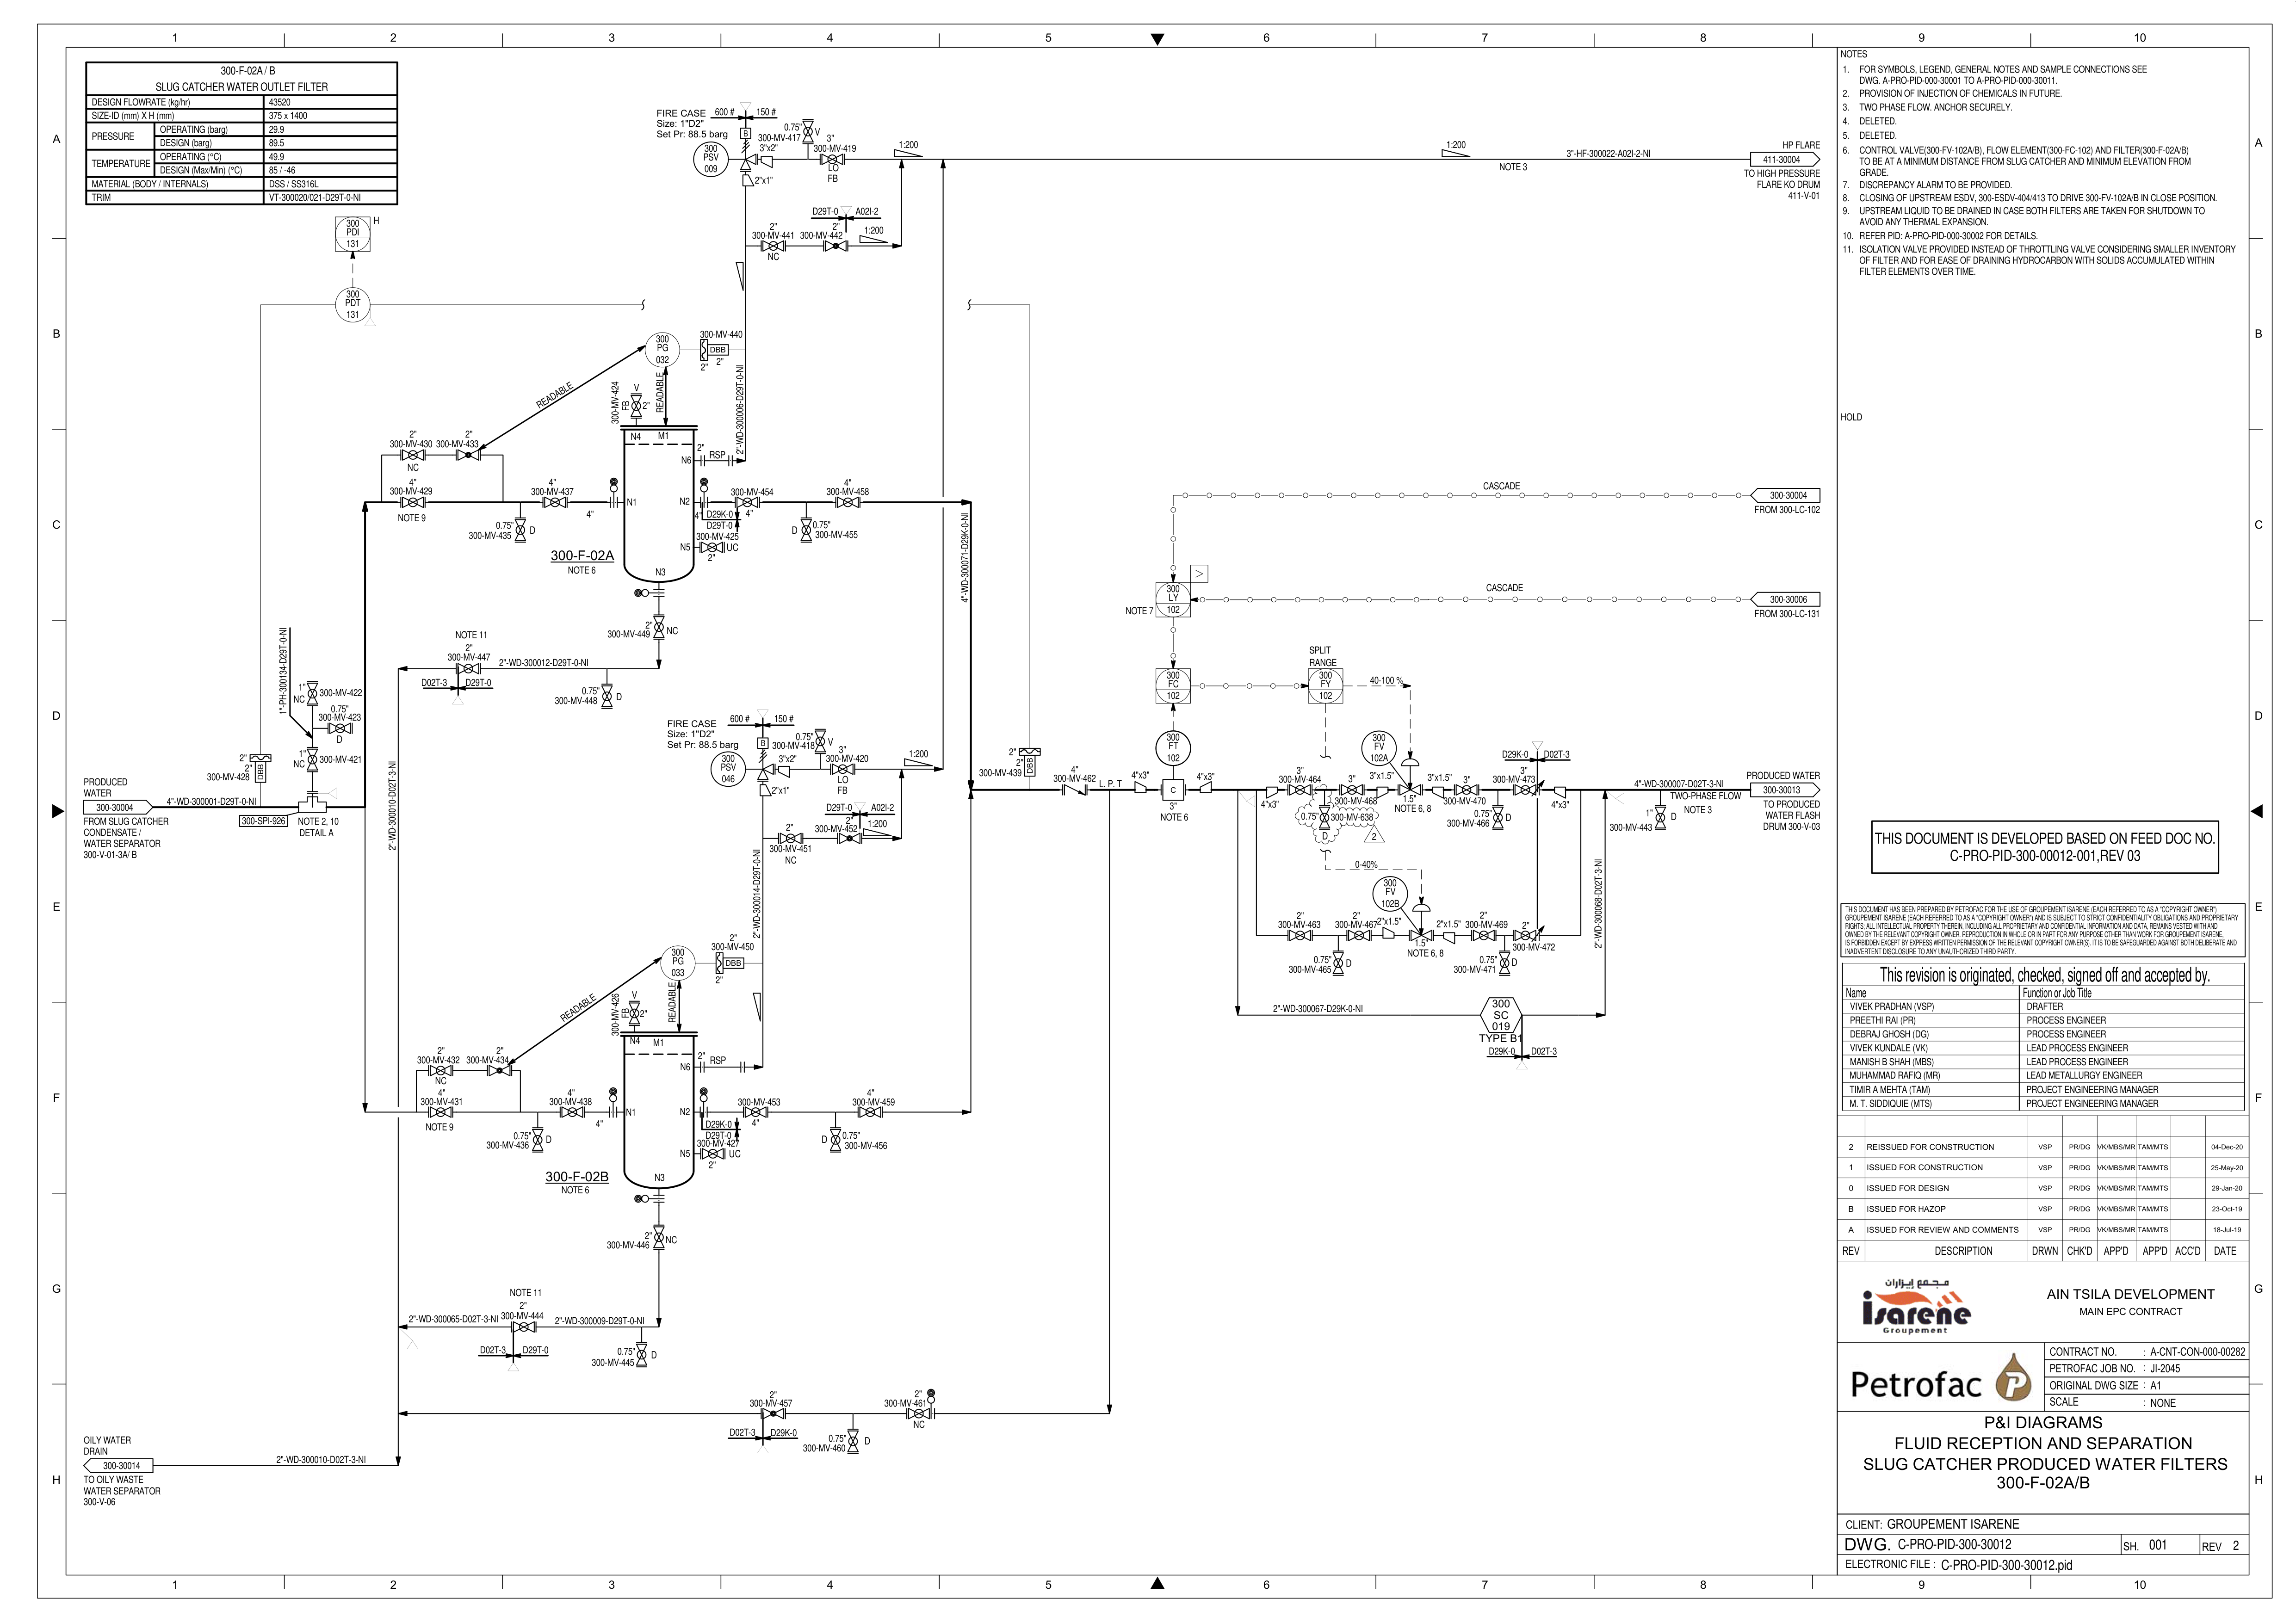 1 2 3 4 5 6 7 8 9 10
A
B
C
D
E
F
G
H
300-F-02A / B
SLUG CATCHER WATER OUTLET FILTER
DESIGN FLOWRATE (kg/hr) 43520
SIZE-ID (mm) X H (mm) 375 x 1400
PRESSURE
OPERATING (barg) 29.9
DESIGN (barg) 89.5
TEMPERATURE
OPERATING (°C) 49.9
DESIGN (Max/Min) (°C) 85 / -46
MATERIAL (BODY / INTERNALS) DSS / SS316L
TRIM VT-300020/021-D29T-0-NI
300
PDI
131
H
300
PDT
131
FIRE CASE
Size: 1"D2"
Set Pr: 88.5 barg
600 # 150 #
B
300
PSV
009
0.75"
300-MV-417
V
3"x2"
3"
300-MV-419
LO
FB
2"x1"
1:200
1:200
NOTE 3
3"-HF-300022-A02I-2-NI
HP FLARE
411-30004
TO HIGH PRESSURE
FLARE KO DRUM
411-V-01
D29T-0 A02I-2
2"
300-MV-441
NC
2"
300-MV-442
1:200
300
PG
032
300-MV-440
DBB
2"
2"
READABLE
READABLE
300-MV-424
FB
V
2"
2"-WD-300006-D29T-0-NI
N4 M1
2"
N6
RSP
2"
300-MV-430
NC
2"
300-MV-433
4"
300-MV-429
NOTE 9
4"
300-MV-437
4"
N1
N2
4"
0.75"
300-MV-435
D
300-MV-454
4"
D29K-0
D29T-0
300-MV-425
N5
UC
2"
4"
300-MV-458
D
0.75"
300-MV-455
300-F-02A
NOTE 6
N3
2"
300-MV-449
NC
4"-WD-300071-D29K-0-NI
NOTE 11
2"
300-MV-447
2"-WD-300012-D29T-0-NI
D02T-3 D29T-0
0.75"
300-MV-448
D
1"-PH-300134-D29T-0-NI
1"
NC
300-MV-422
0.75"
300-MV-423
D
1"
NC
300-MV-421
2"
2"
300-MV-428
DBB
PRODUCED
WATER
300-30004
FROM SLUG CATCHER
CONDENSATE /
WATER SEPARATOR
300-V-01-3A/ B
4"-WD-300001-D29T-0-NI
300-SPI-926
NOTE 2, 10
DETAIL A
2"-WD-300010-D02T-3-NI
FIRE CASE
Size: 1"D2"
Set Pr: 88.5 barg
600 # 150 #
B
300
PSV
046
0.75"
300-MV-418
V
3"x2"
3"
300-MV-420
LO
FB
2"x1"
1:200
D29T-0 A02I-2
2"
300-MV-451
NC
2"
300-MV-452
1:200
2"-WD-300014-D29T-0-NI
300
PG
033
2"
300-MV-450
DBB
2"
READABLE
READABLE
300-MV-426
FB
V
2"
N4 M1
2"
N6
RSP
2"
300-MV-432
NC
2"
300-MV-434
4"
300-MV-431
NOTE 9
4"
300-MV-438
4"
N1
N2
0.75"
300-MV-436
D
300-MV-453
4"
D29K-0
D29T-0
300-MV-427
N5
UC
2"
4"
300-MV-459
D
0.75"
300-MV-456
300-F-02B
NOTE 6
N3
2"
300-MV-446
NC
NOTE 11
2"
2"-WD-300065-D02T-3-NI 300-MV-444
2"-WD-300009-D29T-0-NI
D02T-3 D29T-0
0.75"
300-MV-445
D
2"
300-MV-457
D02T-3 D29K-0
2"
300-MV-461
NC
0.75"
300-MV-460
D
OILY WATER
DRAIN
300-30014
TO OILY WASTE
WATER SEPARATOR
300-V-06
2"-WD-300010-D02T-3-NI
CASCADE
300-30004
FROM 300-LC-102
300
LY
102
>
NOTE 7
CASCADE
300-30006
FROM 300-LC-131
300
FC
102
SPLIT
RANGE
300
FY
102
40-100 %
300
FT
102
2"
2"
300-MV-439
DBB
4"
300-MV-462
L. P. T
4"x3"
C
3"
NOTE 6
4"x3"
4"x3"
3"
300-MV-464
3"
300-MV-468
0.75"
300-MV-638
D
2
300
FV
102A
3"x1.5"
1.5"
NOTE 6, 8
3"x1.5"
3"
300-MV-470
0.75"
300-MV-466
D
3"
300-MV-473
D29K-0 D02T-3
4"x3"
4"-WD-300007-D02T-3-NI
TWO-PHASE FLOW
NOTE 3
1"
300-MV-443
D
PRODUCED WATER
300-30013
TO PRODUCED
WATER FLASH
DRUM 300-V-03
0-40%
300
FV
102B
2"
300-MV-463
2"
300-MV-467
2"x1.5"
1.5"
NOTE 6, 8
2"x1.5"
2"
300-MV-469
2"
300-MV-472
0.75"
300-MV-465
D
0.75"
300-MV-471
D
2"-WD-300068-D02T-3-NI
2"-WD-300067-D29K-0-NI
300
SC
019
TYPE B1
D29K-0 D02T-3
NOTES
1. FOR SYMBOLS, LEGEND, GENERAL NOTES AND SAMPLE CONNECTIONS SEE
DWG. A-PRO-PID-000-30001 TO A-PRO-PID-000-30011.
2. PROVISION OF INJECTION OF CHEMICALS IN FUTURE.
3. TWO PHASE FLOW. ANCHOR SECURELY.
4. DELETED.
5. DELETED.
6. CONTROL VALVE(300-FV-102A/B), FLOW ELEMENT(300-FC-102) AND FILTER(300-F-02A/B)
TO BE AT A MINIMUM DISTANCE FROM SLUG CATCHER AND MINIMUM ELEVATION FROM
GRADE.
7. DISCREPANCY ALARM TO BE PROVIDED.
8. CLOSING OF UPSTREAM ESDV, 300-ESDV-404/413 TO DRIVE 300-FV-102A/B IN CLOSE POSITION.
9. UPSTREAM LIQUID TO BE DRAINED IN CASE BOTH FILTERS ARE TAKEN FOR SHUTDOWN TO
AVOID ANY THERMAL EXPANSION.
10. REFER PID: A-PRO-PID-000-30002 FOR DETAILS.
11. ISOLATION VALVE PROVIDED INSTEAD OF THROTTLING VALVE CONSIDERING SMALLER INVENTORY
OF FILTER AND FOR EASE OF DRAINING HYDROCARBON WITH SOLIDS ACCUMULATED WITHIN
FILTER ELEMENTS OVER TIME.
HOLD
THIS DOCUMENT IS DEVELOPED BASED ON FEED DOC NO.
C-PRO-PID-300-00012-001,REV 03
THIS DOCUMENT HAS BEEN PREPARED BY PETROFAC FOR THE USE OF GROUPEMENT ISARENE (EACH REFERRED TO AS A "COPYRIGHT OWNER")
GROUPEMENT ISARENE (EACH REFERRED TO AS A "COPYRIGHT OWNER") AND IS SUBJECT TO STRICT CONFIDENTIALITY OBLIGATIONS AND PROPRIETARY
RIGHTS; ALL INTELLECTUAL PROPERTY THEREIN, INCLUDING ALL PROPRIETARY AND CONFIDENTIAL INFORMATION AND DATA, REMAINS VESTED WITH AND
OWNED BY THE RELEVANT COPYRIGHT OWNER. REPRODUCTION IN WHOLE OR IN PART FOR ANY PURPOSE OTHER THAN WORK FOR GROUPEMENT ISARENE,
IS FORBIDDEN EXCEPT BY EXPRESS WRITTEN PERMISSION OF THE RELEVANT COPYRIGHT OWNER(S). IT IS TO BE SAFEGUARDED AGAINST BOTH DELIBERATE AND
INADVERTENT DISCLOSURE TO ANY UNAUTHORIZED THIRD PARTY.
This revision is originated, checked, signed off and accepted by.
Name Function or Job Title
VIVEK PRADHAN (VSP) DRAFTER
PREETHI RAI (PR) PROCESS ENGINEER
DEBRAJ GHOSH (DG) PROCESS ENGINEER
VIVEK KUNDALE (VK) LEAD PROCESS ENGINEER
MANISH B SHAH (MBS) LEAD PROCESS ENGINEER
MUHAMMAD RAFIQ (MR) LEAD METALLURGY ENGINEER
TIMIR A MEHTA (TAM) PROJECT ENGINEERING MANAGER
M. T. SIDDIQUIE (MTS) PROJECT ENGINEERING MANAGER
2 REISSUED FOR CONSTRUCTION VSP PR/DG VK/MBS/MR TAM/MTS 04-Dec-20
1 ISSUED FOR CONSTRUCTION VSP PR/DG VK/MBS/MR TAM/MTS 25-May-20
0 ISSUED FOR DESIGN VSP PR/DG VK/MBS/MR TAM/MTS 29-Jan-20
B ISSUED FOR HAZOP VSP PR/DG VK/MBS/MR TAM/MTS 23-Oct-19
A ISSUED FOR REVIEW AND COMMENTS VSP PR/DG VK/MBS/MR TAM/MTS 18-Jul-19
REV DESCRIPTION DRWN CHK'D APP'D APP'D ACC'D DATE
مجمع إيزاران
isarene
Groupement
AIN TSILA DEVELOPMENT
MAIN EPC CONTRACT
Petrofac
CONTRACT NO. : A-CNT-CON-000-00282
PETROFAC JOB NO. : JI-2045
ORIGINAL DWG SIZE : A1
SCALE : NONE
P&I DIAGRAMS
FLUID RECEPTION AND SEPARATION
SLUG CATCHER PRODUCED WATER FILTERS
300-F-02A/B
CLIENT: GROUPEMENT ISARENE
DWG. C-PRO-PID-300-30012 SH. 001 REV 2
ELECTRONIC FILE : C-PRO-PID-300-30012.pid
A
B
C
D
E
F
G
H
1 2 3 4 5 6 7 8 9 10